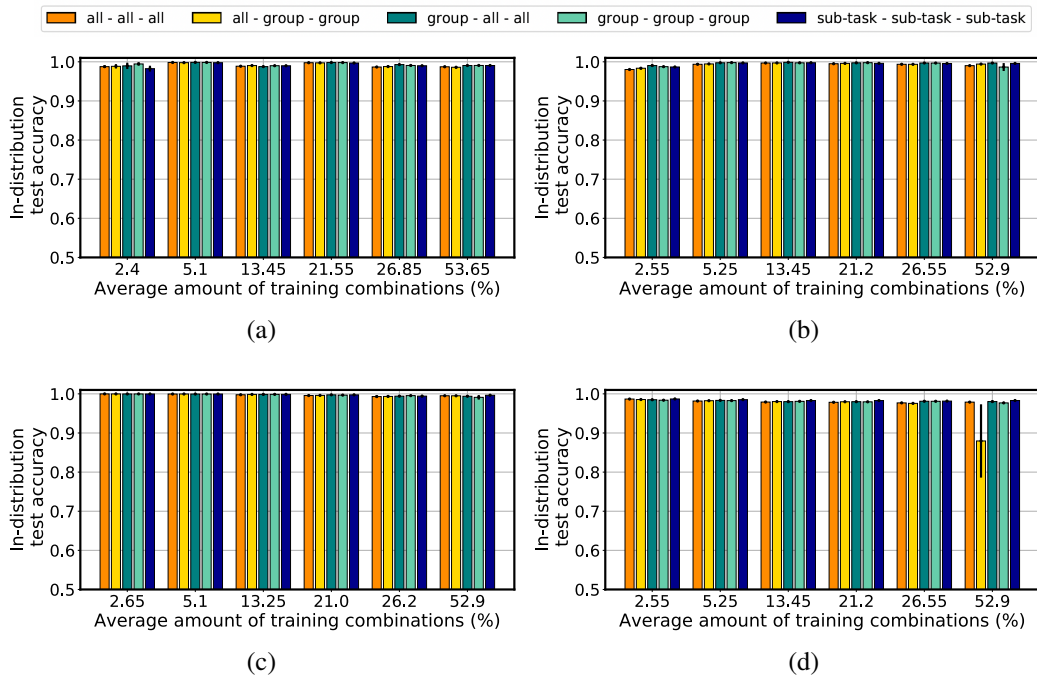 all - all - all all - group - group group - all - all group - group - group sub-task - sub-task - sub-task
In-distribution
test accuracy
1.0
0.9
0.8
0.7
0.6
0.5
2.4 5.1 13.45 21.55 26.85 53.65
Average amount of training combinations (%)
(a)
In-distribution
test accuracy
1.0
0.9
0.8
0.7
0.6
0.5
2.55 5.25 13.45 21.2 26.55 52.9
Average amount of training combinations (%)
(b)
In-distribution
test accuracy
1.0
0.9
0.8
0.7
0.6
0.5
2.65 5.1 13.25 21.0 26.2 52.9
Average amount of training combinations (%)
(c)
In-distribution
test accuracy
1.0
0.9
0.8
0.7
0.6
0.5
2.55 5.25 13.45 21.2 26.55 52.9
Average amount of training combinations (%)
(d)